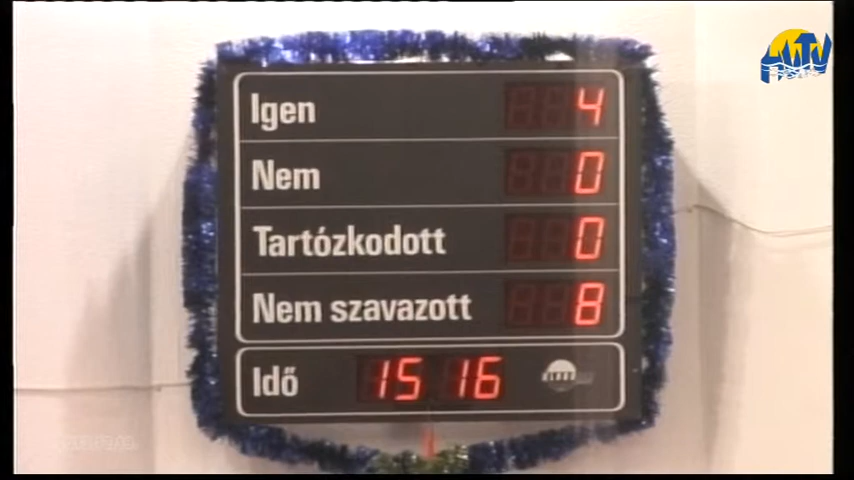 Igen 4
Nem 0
Tartózkodott 0
Nem szavazott 8
Idő 15 16